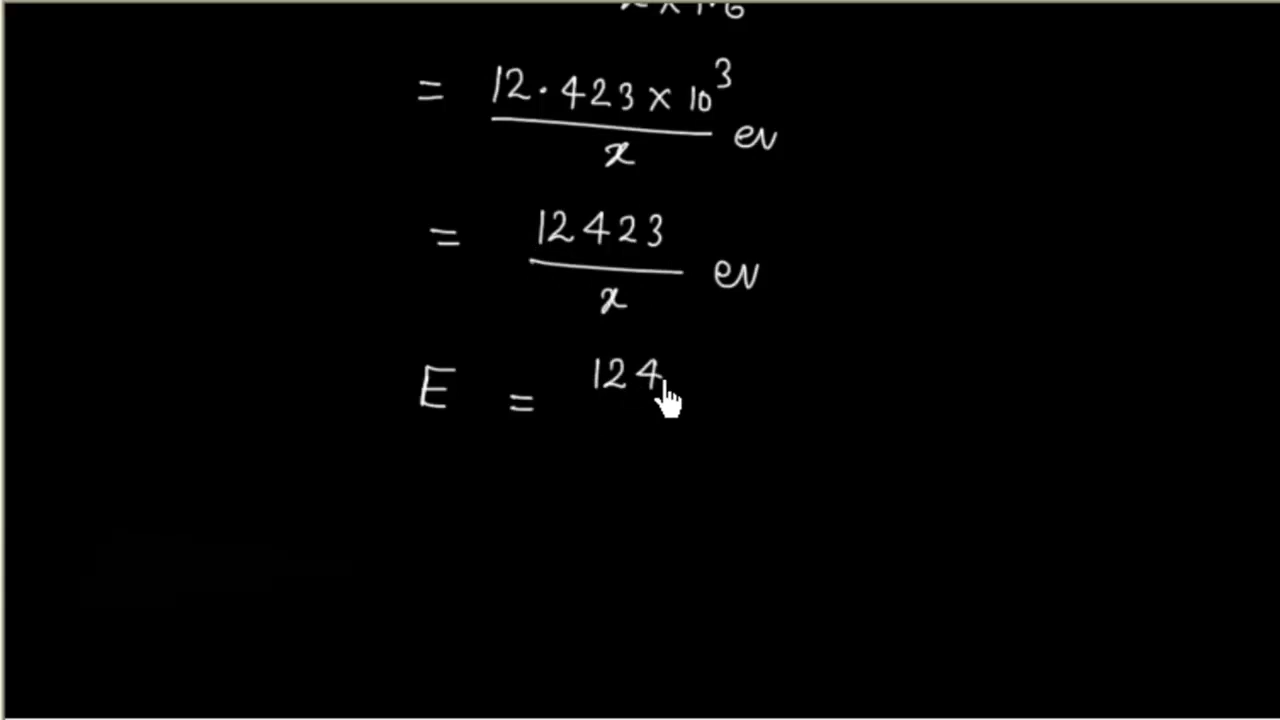 = 12.423 x 10³
x ev
= 12423
x ev
E = 124